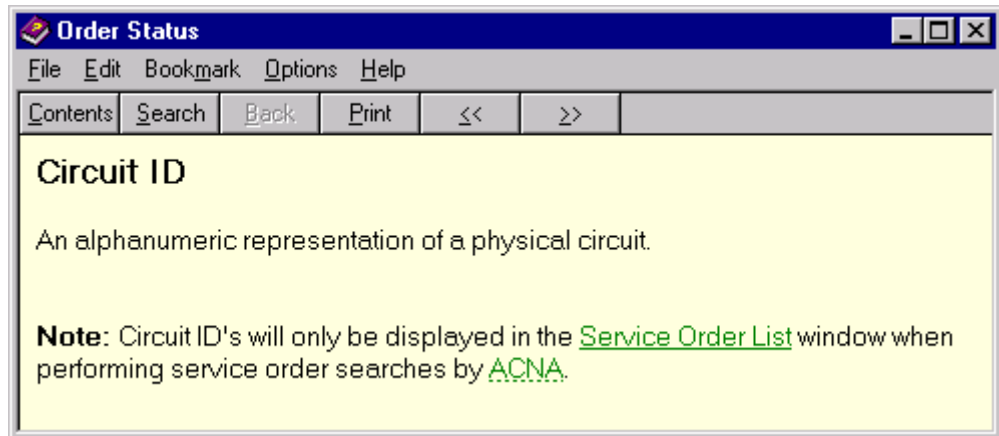 Order Status
File Edit Bookmark Options Help
Contents Search Back Print << >>
Circuit ID
An alphanumeric representation of a physical circuit.
Note: Circuit ID's will only be displayed in the Service Order List window when
performing service order searches by ACNA.